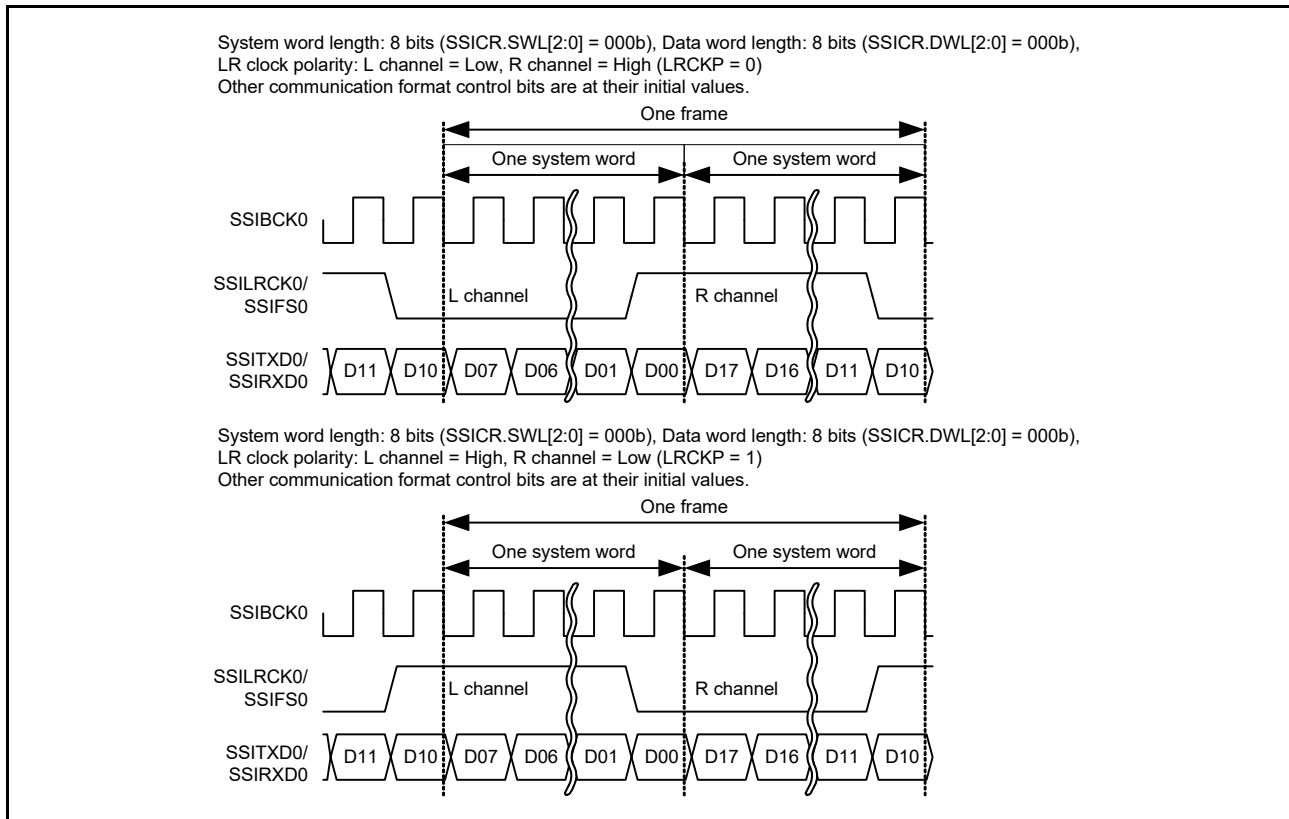 System word length: 8 bits (SSICR.SWL[2:0] = 000b), Data word length: 8 bits (SSICR.DWL[2:0] = 000b),
LR clock polarity: L channel = Low, R channel = High (LRCKP = 0)
Other communication format control bits are at their initial values.
One frame
One system word One system word
SSIBCK0
SSILRCK0/
SSIFS0
L channel R channel
SSITXD0/
SSIRXD0
D11 D10 D07 D06 D01 D00 D17 D16 D11 D10
System word length: 8 bits (SSICR.SWL[2:0] = 000b), Data word length: 8 bits (SSICR.DWL[2:0] = 000b),
LR clock polarity: L channel = High, R channel = Low (LRCKP = 1)
Other communication format control bits are at their initial values.
One frame
One system word One system word
SSIBCK0
SSILRCK0/
SSIFS0
L channel R channel
SSITXD0/
SSIRXD0
D11 D10 D07 D06 D01 D00 D17 D16 D11 D10